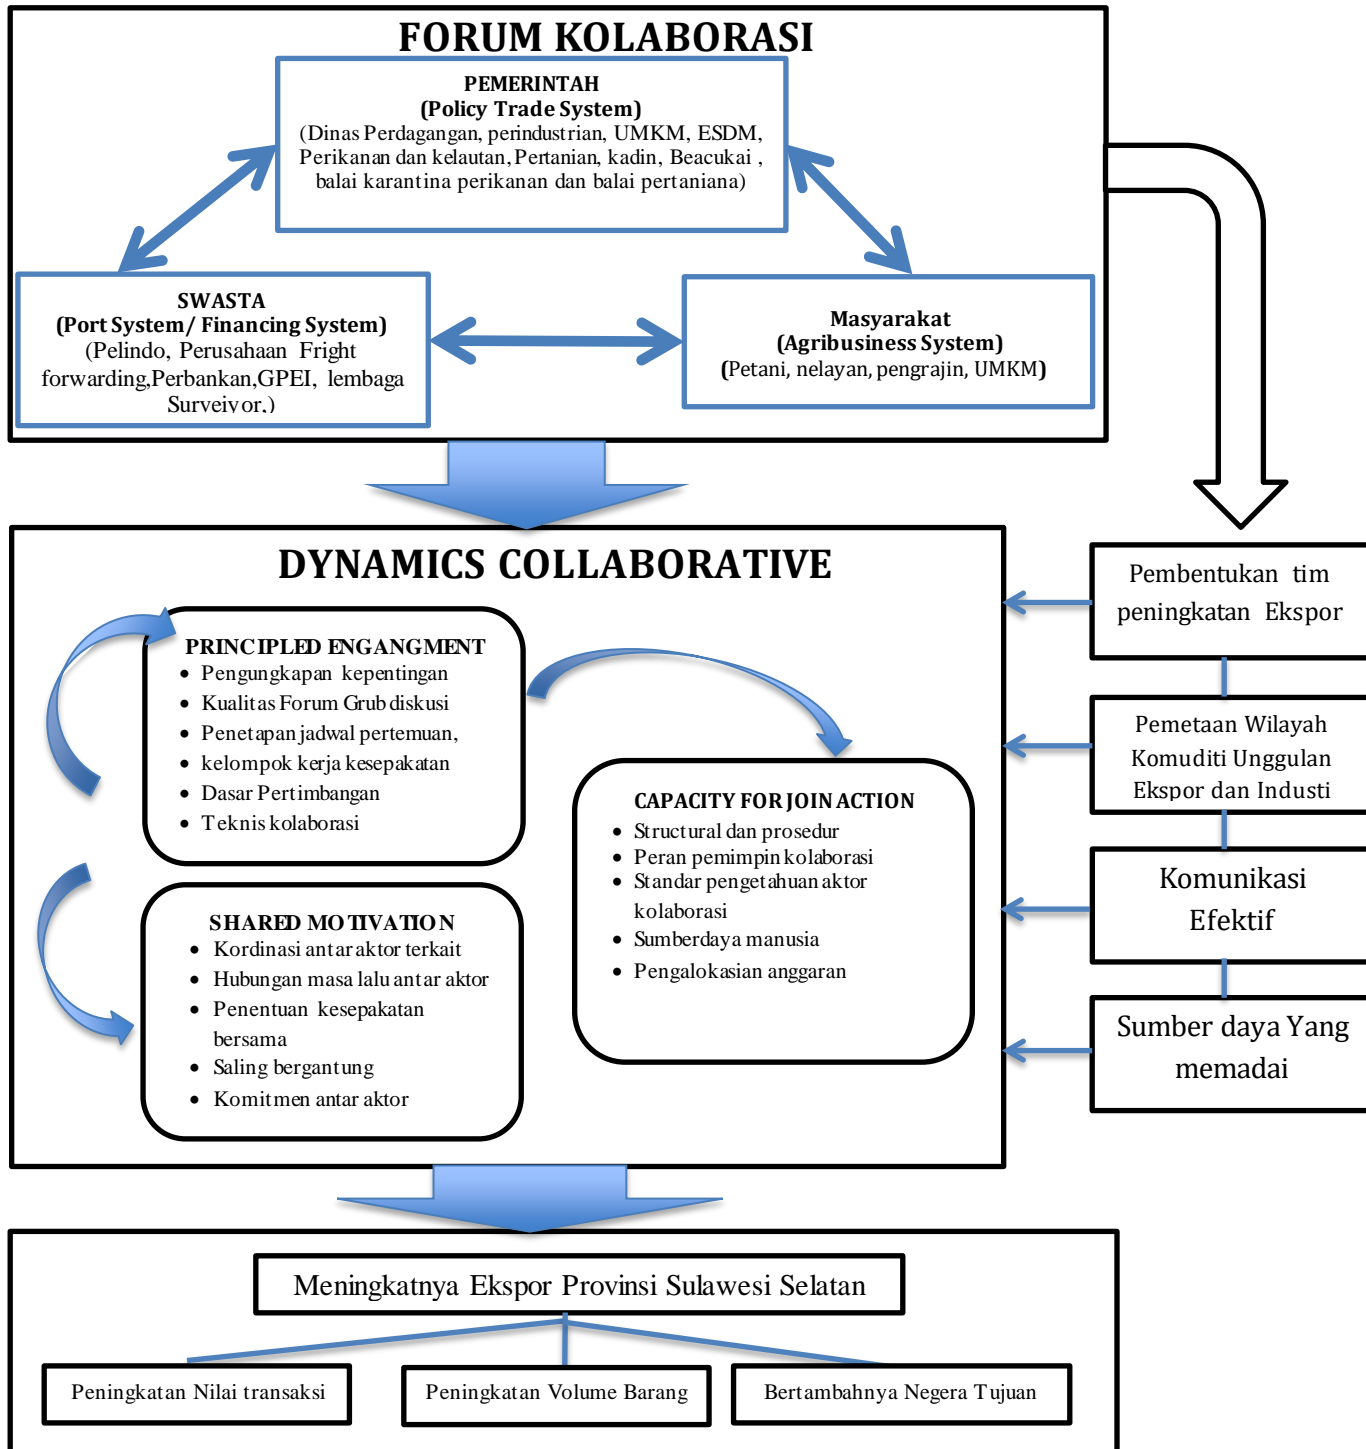 FORUM KOLABORASI
PEMERINTAH
(Policy Trade System)
(Dinas Perdagangan, perindustrian, UMKM, ESDM,
Perikanan dan kelautan, Pertanian, kadin, Beacukai ,
balai karantina perikanan dan balai pertaniana)
SWASTA
(Port System/ Financing System)
(Pelindo, Perusahaan Fright
forwarding,Perbankan,GPEI, lembaga
Surveivor,)
Masyarakat
(Agribusiness System)
(Petani, nelayan, pengrajin, UMKM)
DYNAMICS COLLABORATIVE
PRINCIPLED ENGANGMENT
• Pengungkapan kepentingan
• Kualitas Forum Grub diskusi
• Penetapan jadwal pertemuan,
• kelompok kerja kesepakatan
• Dasar Pertimbangan
• Teknis kolaborasi
SHARED MOTIVATION
• Kordinasi antar aktor terkait
• Hubungan masa lalu antar aktor
• Penentuan kesepakatan
bersama
• Saling bergantung
• Komitmen antar aktor
CAPACITY FOR JOIN ACTION
• Structural dan prosedur
• Peran pemimpin kolaborasi
• Standar pengetahuan aktor
kolaborasi
• Sumberdaya manusia
• Pengalokasian anggaran
Pembentukan tim
peningkatan Ekspor
Pemetaan Wilayah
Komuditi Unggulan
Ekspor dan Industi
Komunikasi
Efektif
Sumber daya Yang
memadai
Meningkatnya Ekspor Provinsi Sulawesi Selatan
Peningkatan Nilai transaksi
Peningkatan Volume Barang
Bertambahnya Negera Tujuan